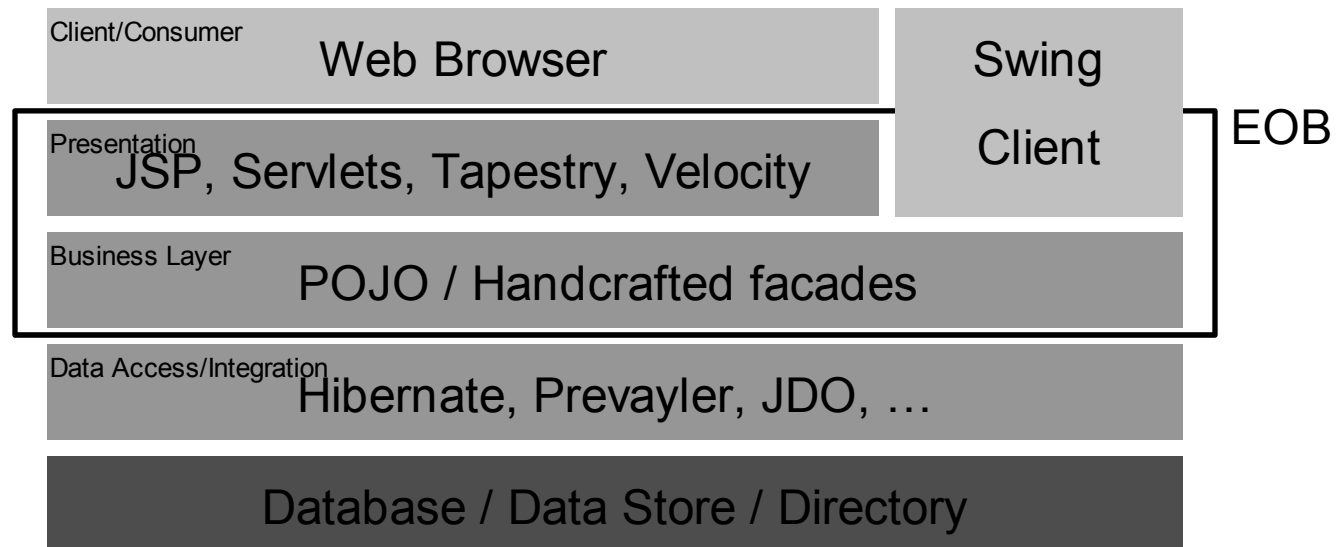 Client/Consumer
Web Browser
Swing
Client
EOB
Presentation
JSP, Servlets, Tapestry, Velocity
Business Layer
POJO / Handcrafted facades
Data Access/Integration
Hibernate, Prevayler, JDO, …
Database / Data Store / Directory